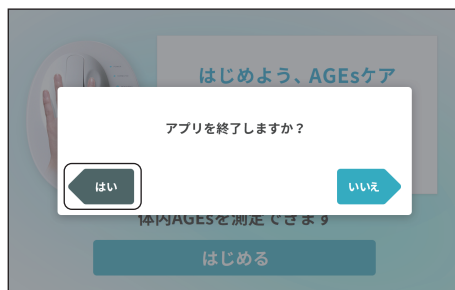 はじめよう、AGEsケア
アプリを終了しますか？
はい
いいえ
体内AGEsを測定できます
はじめる